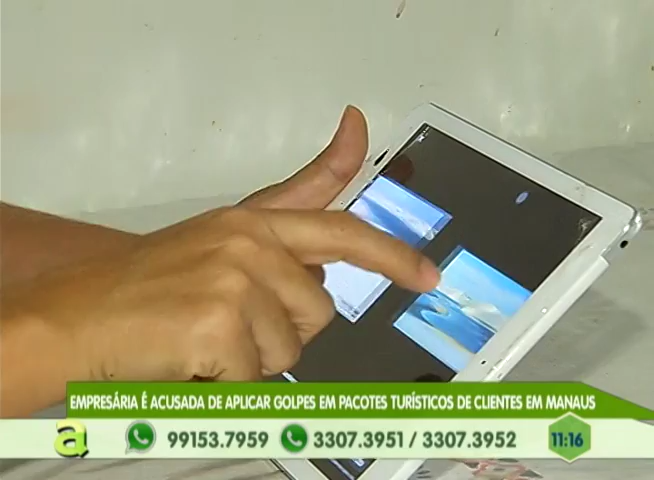 EMPRESÁRIA É ACUSADA DE APLICAR GOLPES EM PACOTES TURÍSTICOS DE CLIENTES EM MANAUS
a 99153.7959 3307.3951 / 3307.3952 11:16